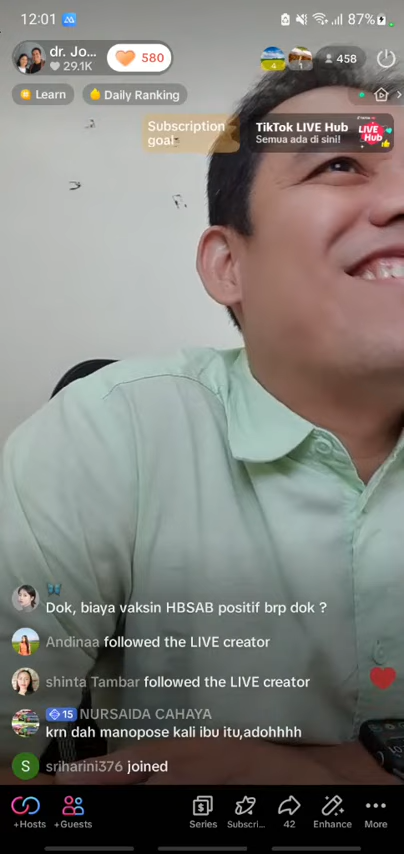 12:01
87%
dr. Jo...
29.1K
580
4
1
458
Learn
Daily Ranking
Subscription
goal
TikTok LIVE Hub
Semua ada di sini!
LIVE
Hub
Dok, biaya vaksin HBSAB positif brp dok ?
Andinaa followed the LIVE creator
shinta Tambar followed the LIVE creator
15 NURSAIDA CAHAYA
krn dah manopose kali ibu itu,adohhhh
S
sriharini376 joined
+Hosts
+Guests
Series
Subscri...
42
Enhance
More